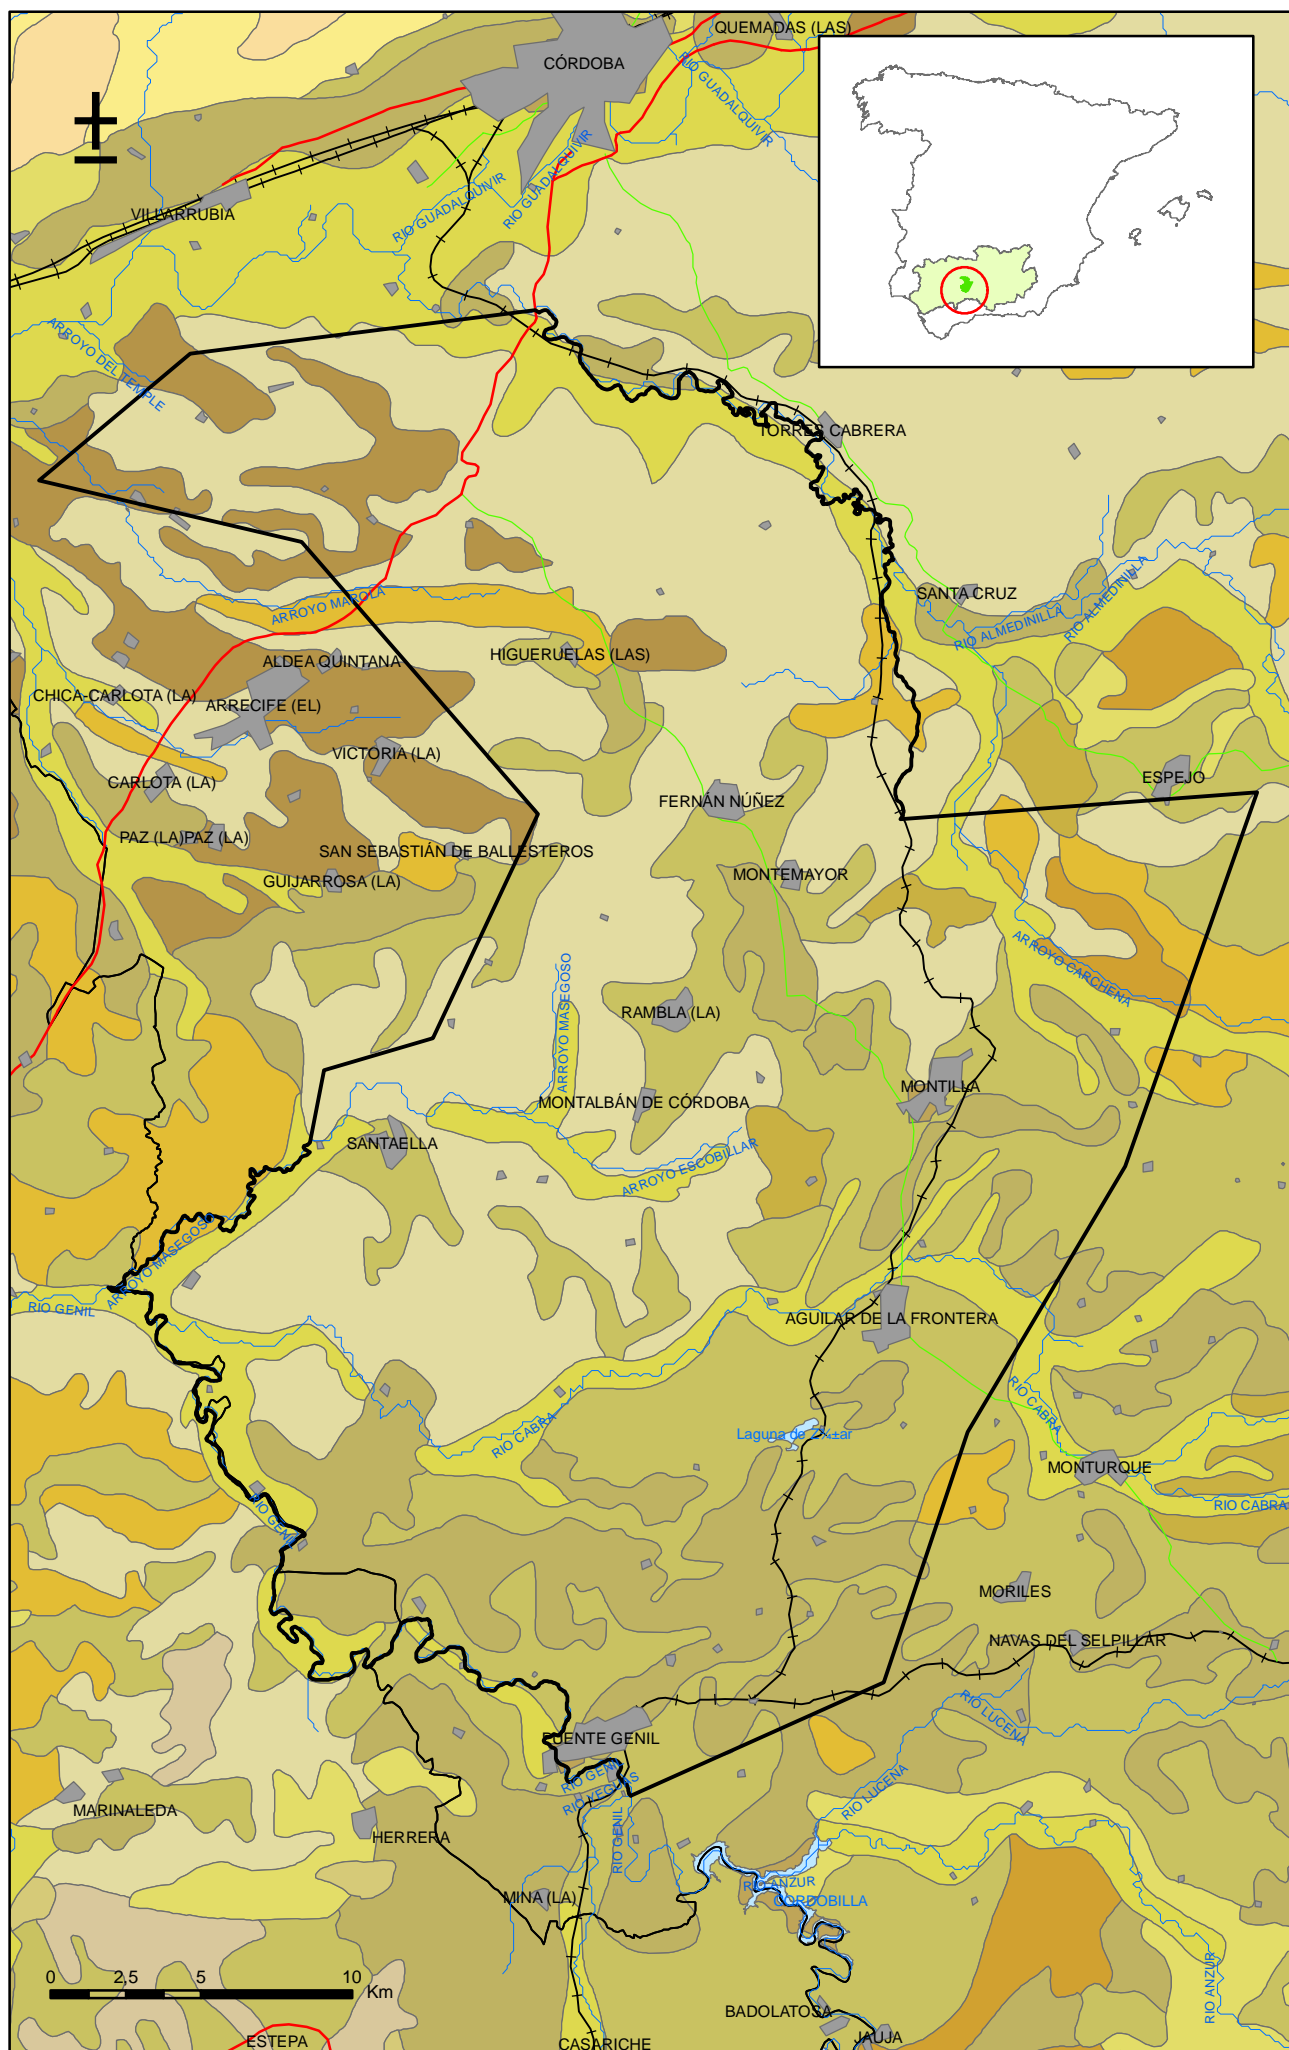 QUEMADAS (LAS)
CÓRDOBA
RIO GUADALQUIVIR
RIO GUADALQUIVIR
RIO GUADALQUIVIR
VILLARRUBIA
ARROYO DEL TEMPLE
TORRES CABRERA
SANTA CRUZ
RIO ALMEDINILLA
RIO ALMEDINILLA
ARROYO MAROLA
ALDEA QUINTANA
HIGUERUELAS (LAS)
CHICA-CARLOTA (LA)
ARRECIFE (EL)
VICTORIA (LA)
CARLOTA (LA)
ESPEJO
FERNÁN NÚÑEZ
PAZ (LA)
PAZ (LA)
SAN SEBASTIÁN DE BALLESTEROS
GUIJARROSA (LA)
MONTEMAYOR
ARROYO CARCHENA
ARROYO MASEGOSO
RAMBLA (LA)
MONTILLA
MONTALBÁN DE CÓRDOBA
SANTAELLA
ARROYO ESCOBILLAR
ARROYO MASEGOSO
RIO GENIL
AGUILAR DE LA FRONTERA
RIO CABRA
RIO CABRA
Laguna de
MONTURQUE
RIO CABRA
RIO GENIL
MORILES
NAVAS DEL SELPILLAR
RIO LUCENA
PUENTE GENIL
RIO GENIL
RIO YEGUAS
RIO GENIL
RIO LUCENA
MARINALEDA
HERRERA
RIO ANZUR
MINA (LA)
CORDOBILLA
RIO ANZUR
0 2,5 5 10
Km
BADOLATOSA
JAUJA
ESTEPA
CASARICHE